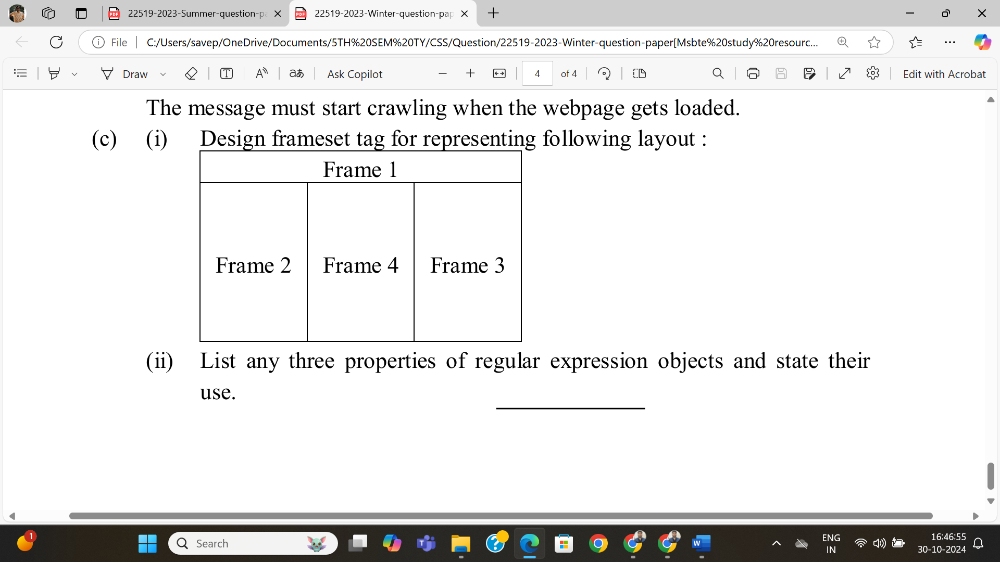 22519-2023-Summer-question-pa
22519-2023-Winter-question-pap
File
C:/Users/savep/OneDrive/Documents/5TH%20SEM%20TY/CSS/Question/22519-2023-Winter-question-paper[Msbte%20study%20resourc...
Draw
T
A
aあ
Ask Copilot
4
of 4
Edit with Acrobat
The message must start crawling when the webpage gets loaded.
(c) (i) Design frameset tag for representing following layout :
Frame 1
Frame 2 Frame 4 Frame 3
(ii) List any three properties of regular expression objects and state their
use.
1
Search
ENG
IN
16:46:55
30-10-2024